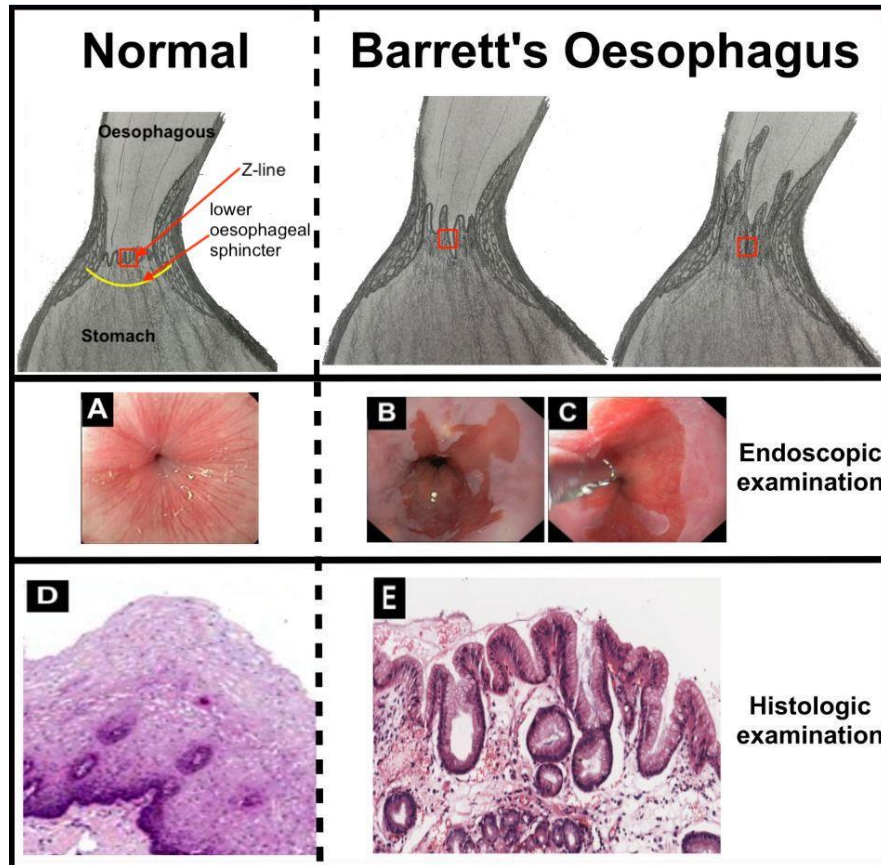 Normal
Barrett's Oesophagus
Oesophagous
Z-line
lower
oesophageal
sphincter
Stomach
A
B
C
Endoscopic
examination
D
E
Histologic
examination